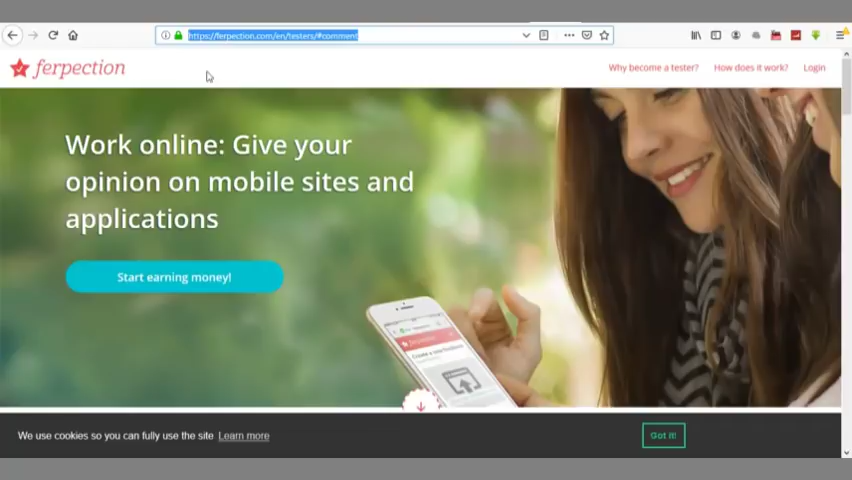 https://ferpection.com/en/testers/#comment
ferpection
Why become a tester? How does it work? Login
Work online: Give your
opinion on mobile sites and
applications
Start earning money!
ferpection
We use cookies so you can fully use the site Learn more
Got it!